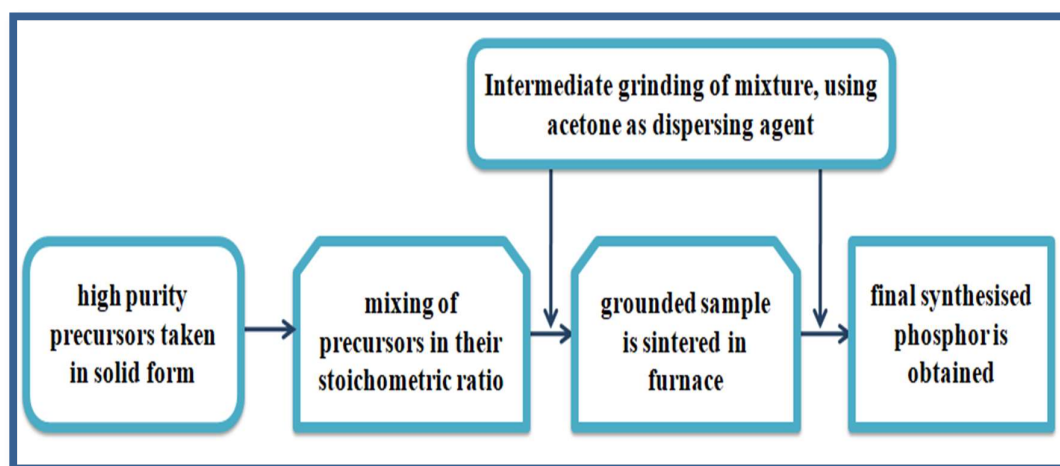 Intermediate grinding of mixture, using
acetone as dispersing agent
high purity
precursors taken
in solid form
mixing of
precursors in their
stoichometric ratio
grounded sample
is sintered in
furnace
final synthesised
phosphor is
obtained